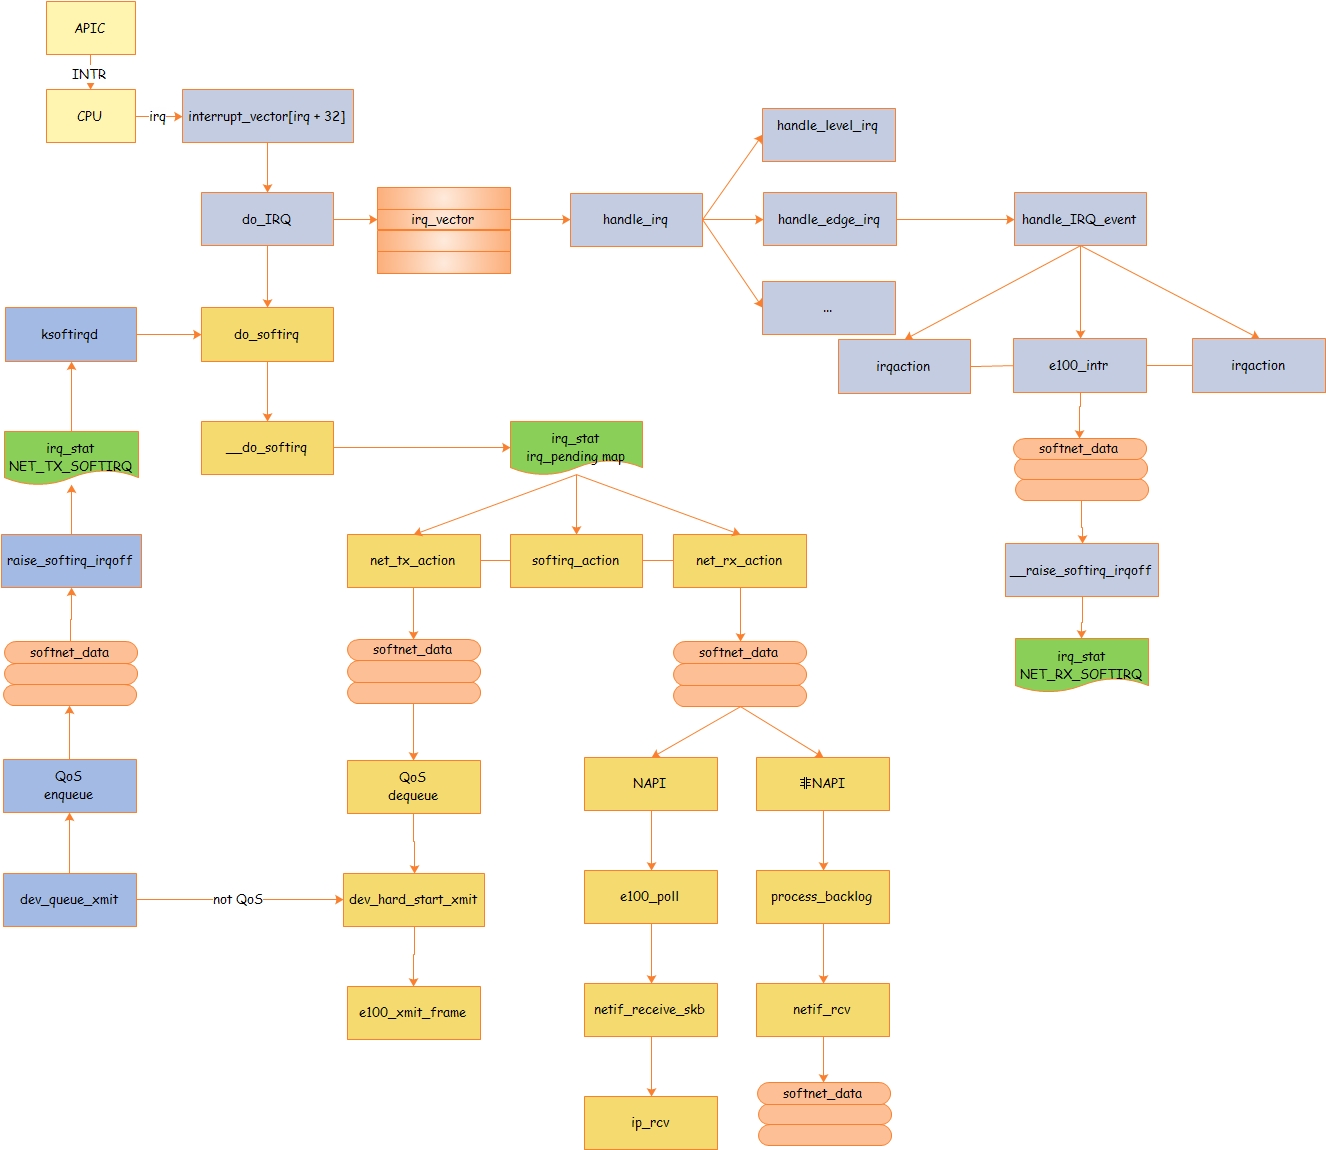 APIC
INTR
CPU
irq
interrupt_vector[irq + 32]
handle_level_irq
do_IRQ
irq_vector
handle_irq
handle_edge_irq
handle_IRQ_event
...
ksoftirqd
do_softirq
irqaction
e100_intr
irqaction
irq_stat
NET_TX_SOFTIRQ
__do_softirq
irq_stat
irq_pending map
softnet_data
raise_softirq_irqoff
net_tx_action
softirq_action
net_rx_action
__raise_softirq_irqoff
softnet_data
softnet_data
softnet_data
irq_stat
NET_RX_SOFTIRQ
QoS
enqueue
QoS
dequeue
NAPI
非NAPI
dev_queue_xmit
not QoS
dev_hard_start_xmit
e100_poll
process_backlog
e100_xmit_frame
netif_receive_skb
netif_rcv
ip_rcv
softnet_data